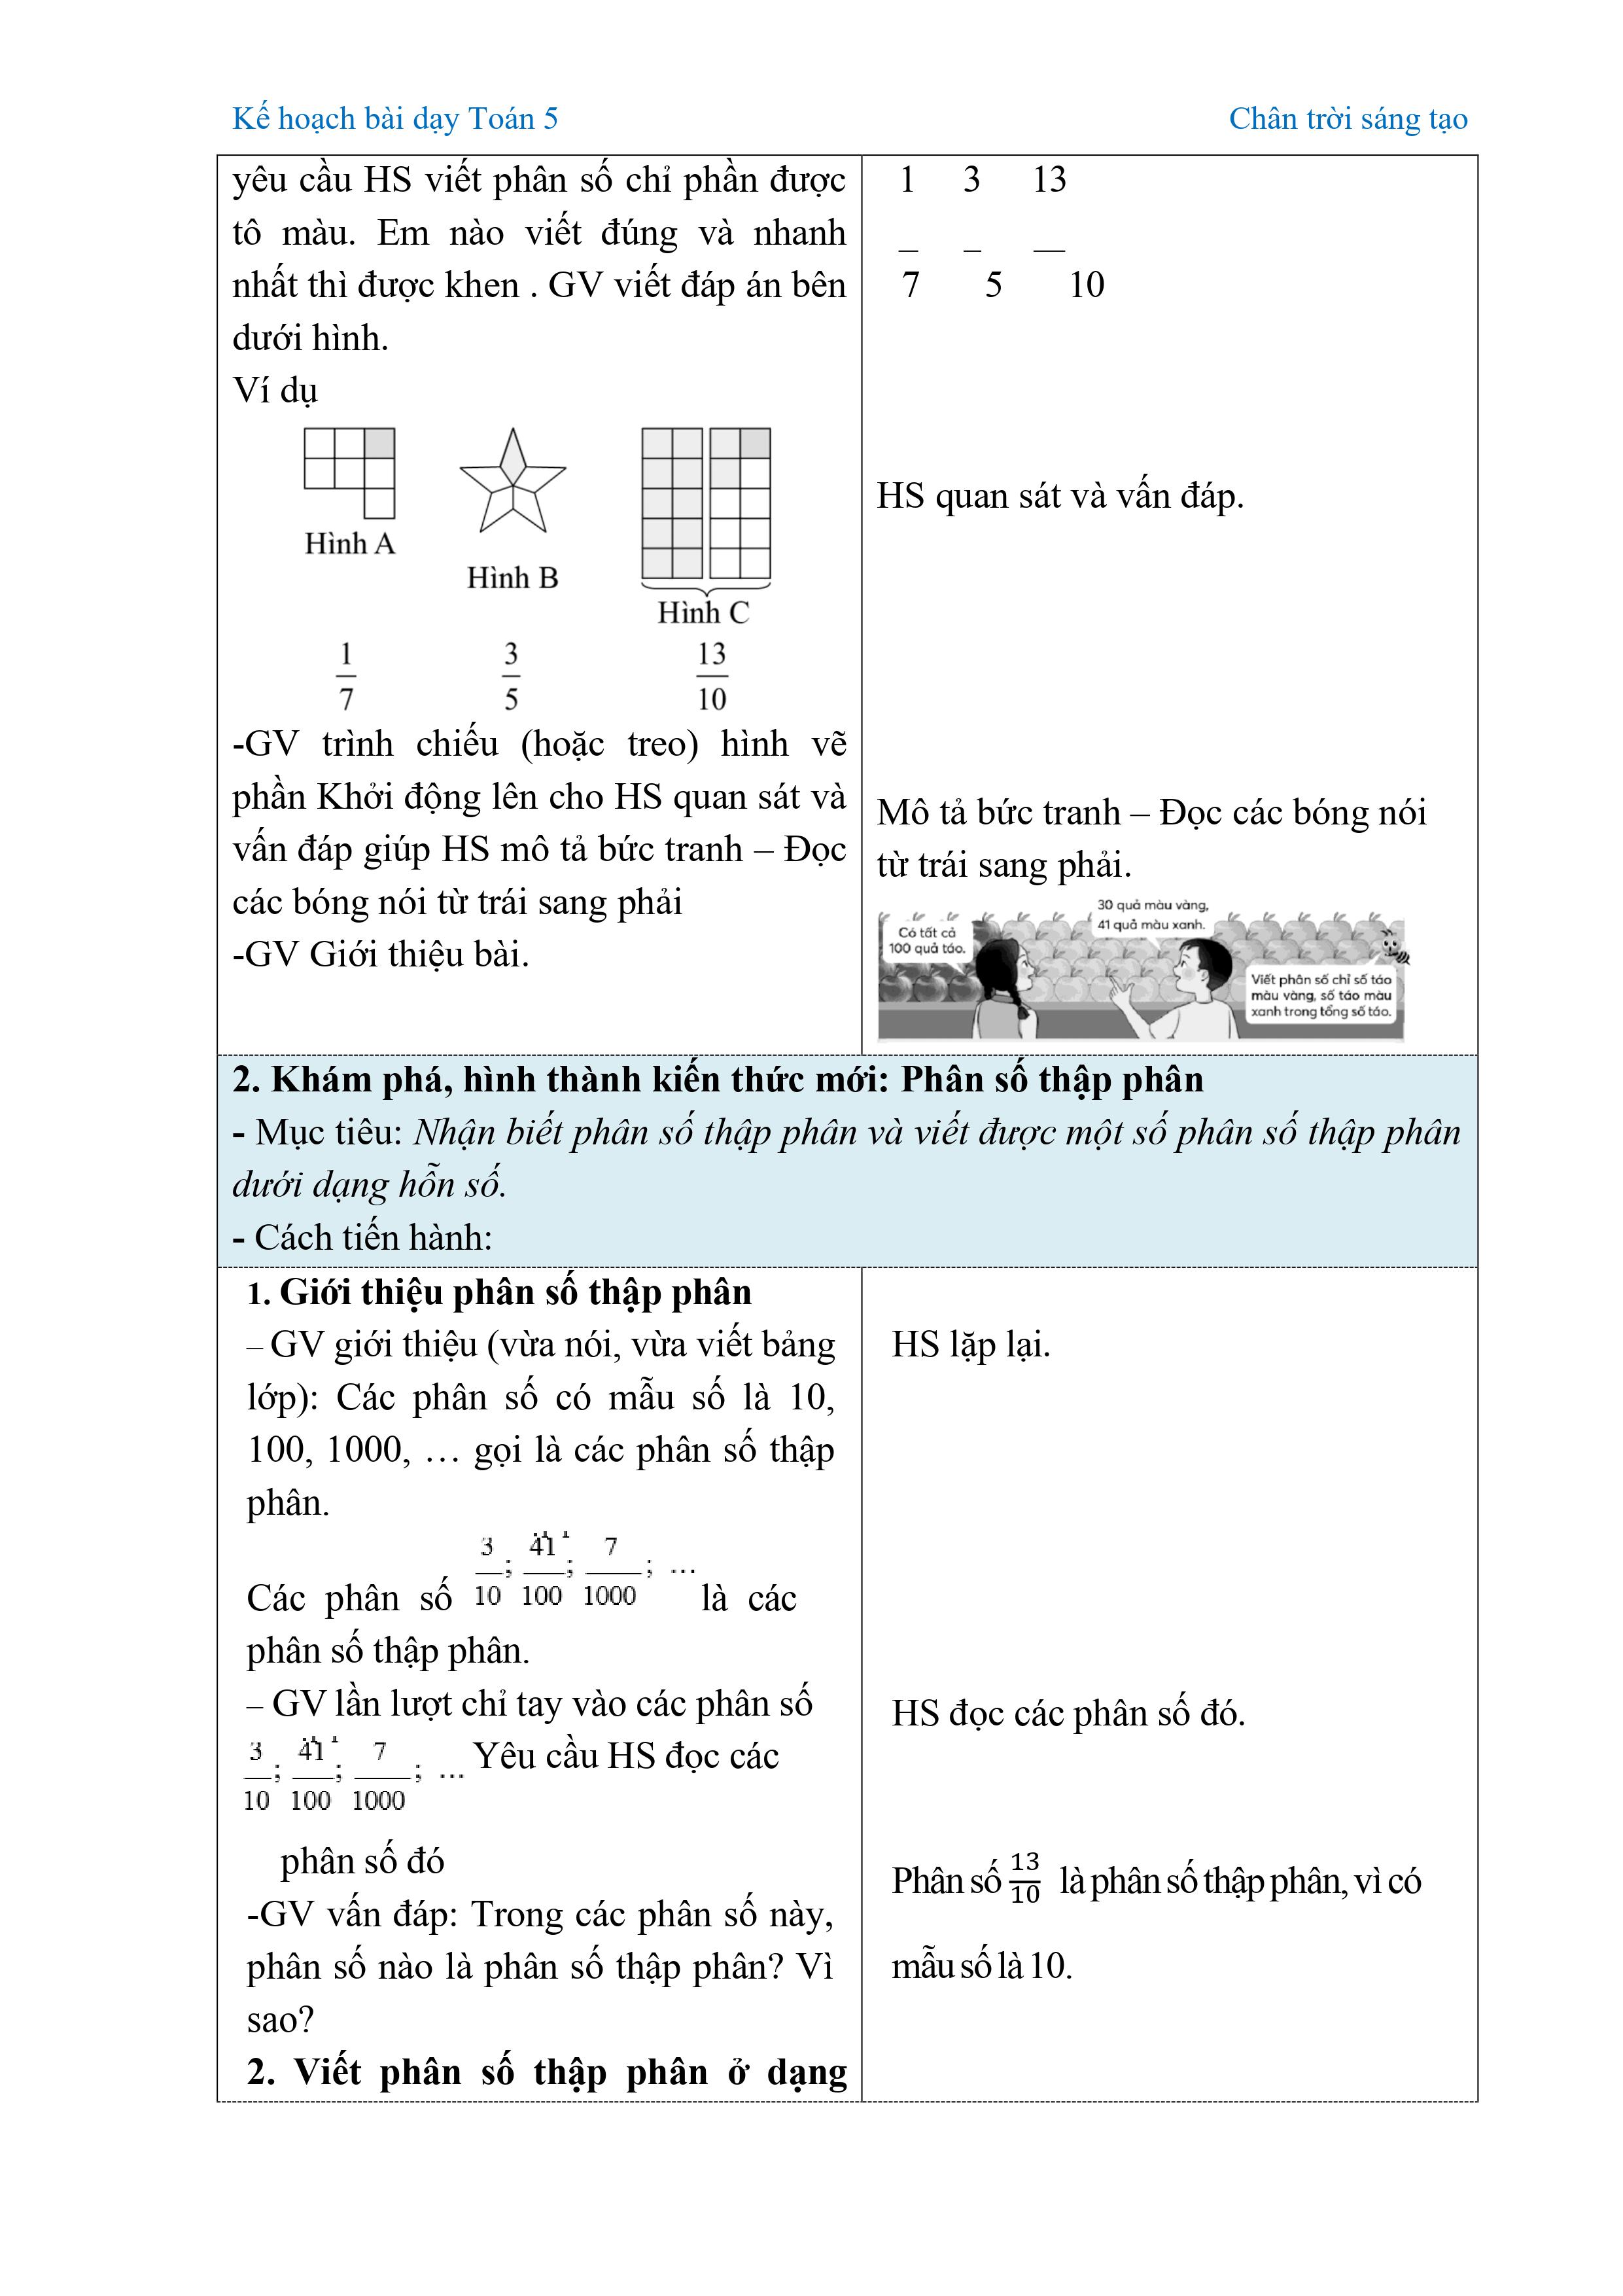 Kế hoạch bài dạy Toán 5 Chân trời sáng tạo
yêu cầu HS viết phân số chỉ phần được
tô màu. Em nào viết đúng và nhanh
nhất thì được khen . GV viết đáp án bên
dưới hình.
Ví dụ
Hình A
Hình B
Hình C
1 3 13
7 5 10
-GV trình chiếu (hoặc treo) hình vẽ
phần Khởi động lên cho HS quan sát và
vấn đáp giúp HS mô tả bức tranh – Đọc
các bóng nói từ trái sang phải
-GV Giới thiệu bài.
1 3 13
7 5 10
HS quan sát và vấn đáp.
Mô tả bức tranh – Đọc các bóng nói
từ trái sang phải.
Có tất cả
100 quả táo.
30 quả màu vàng,
41 quả màu xanh.
Viết phân số chỉ số táo
màu vàng, số táo màu
xanh trong tổng số táo.
2. Khám phá, hình thành kiến thức mới: Phân số thập phân
- Mục tiêu: Nhận biết phân số thập phân và viết được một số phân số thập phân
dưới dạng hỗn số.
- Cách tiến hành:
1. Giới thiệu phân số thập phân
– GV giới thiệu (vừa nói, vừa viết bảng
lớp): Các phân số có mẫu số là 10,
100, 1000, … gọi là các phân số thập
phân.
Các phân số 3/10; 41/100; 7/1000; ... là các
phân số thập phân.
– GV lần lượt chỉ tay vào các phân số
3/10; 41/100; 7/1000; ... Yêu cầu HS đọc các
phân số đó
-GV vấn đáp: Trong các phân số này,
phân số nào là phân số thập phân? Vì
sao?
2. Viết phân số thập phân ở dạng
HS lặp lại.
HS đọc các phân số đó.
Phân số 13/10 là phân số thập phân, vì có
mẫu số là 10.